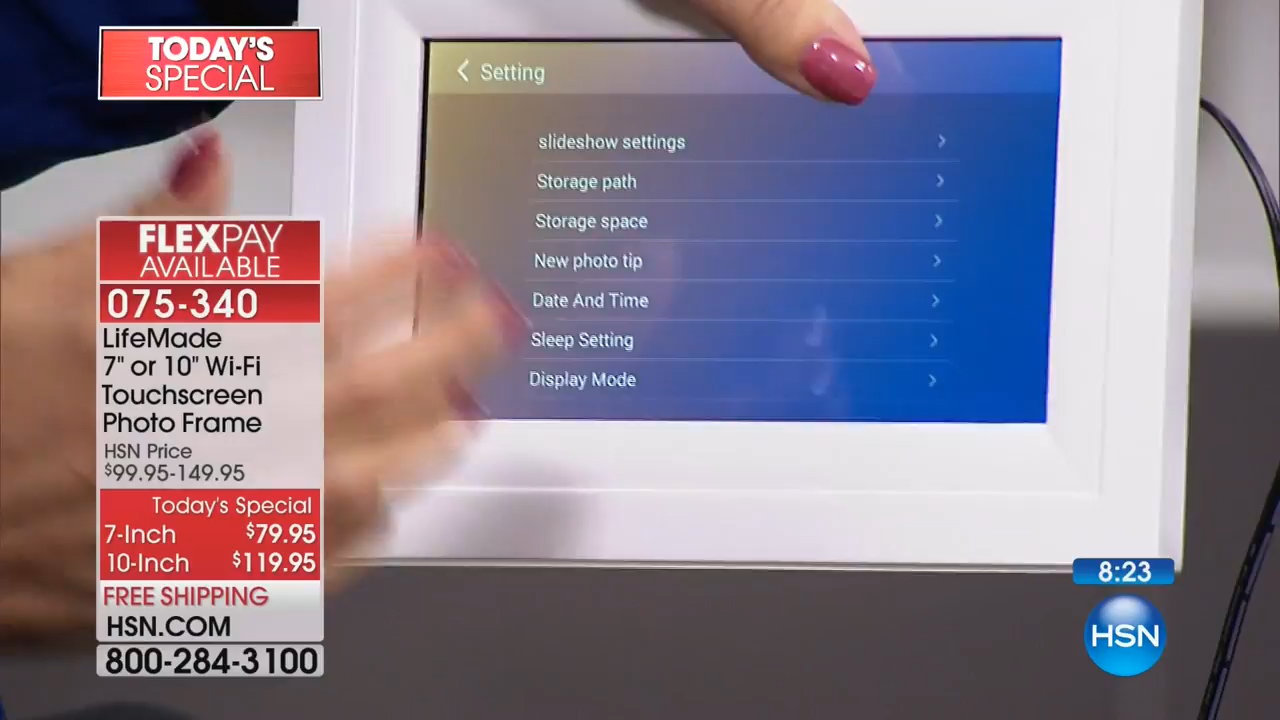 TODAY'S
SPECIAL
FLEXPAY
AVAILABLE
075-340
LifeMade
7" or 10" Wi-Fi
Touchscreen
Photo Frame
HSN Price
$99.95-149.95
Today's Special
7-Inch $79.95
10-Inch $119.95
FREE SHIPPING
HSN.COM
800-284-3100
Setting
slideshow settings
Storage path
Storage space
New photo tip
Date And Time
Sleep Setting
Display Mode
8:23
HSN